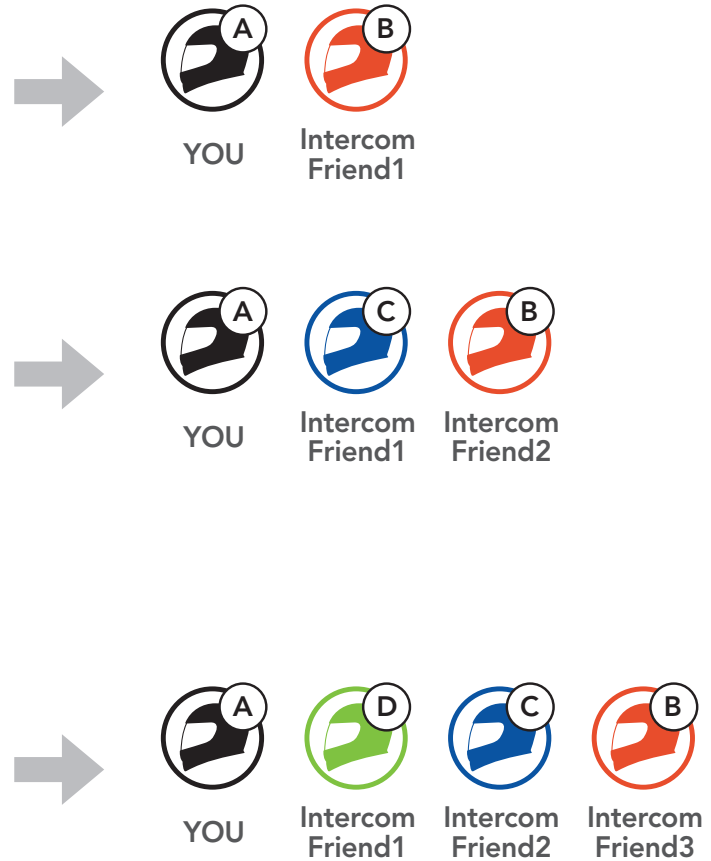 A B
YOU Intercom Friend1
A C B
YOU Intercom Friend1 Intercom Friend2
A D C B
YOU Intercom Friend1 Intercom Friend2 Intercom Friend3